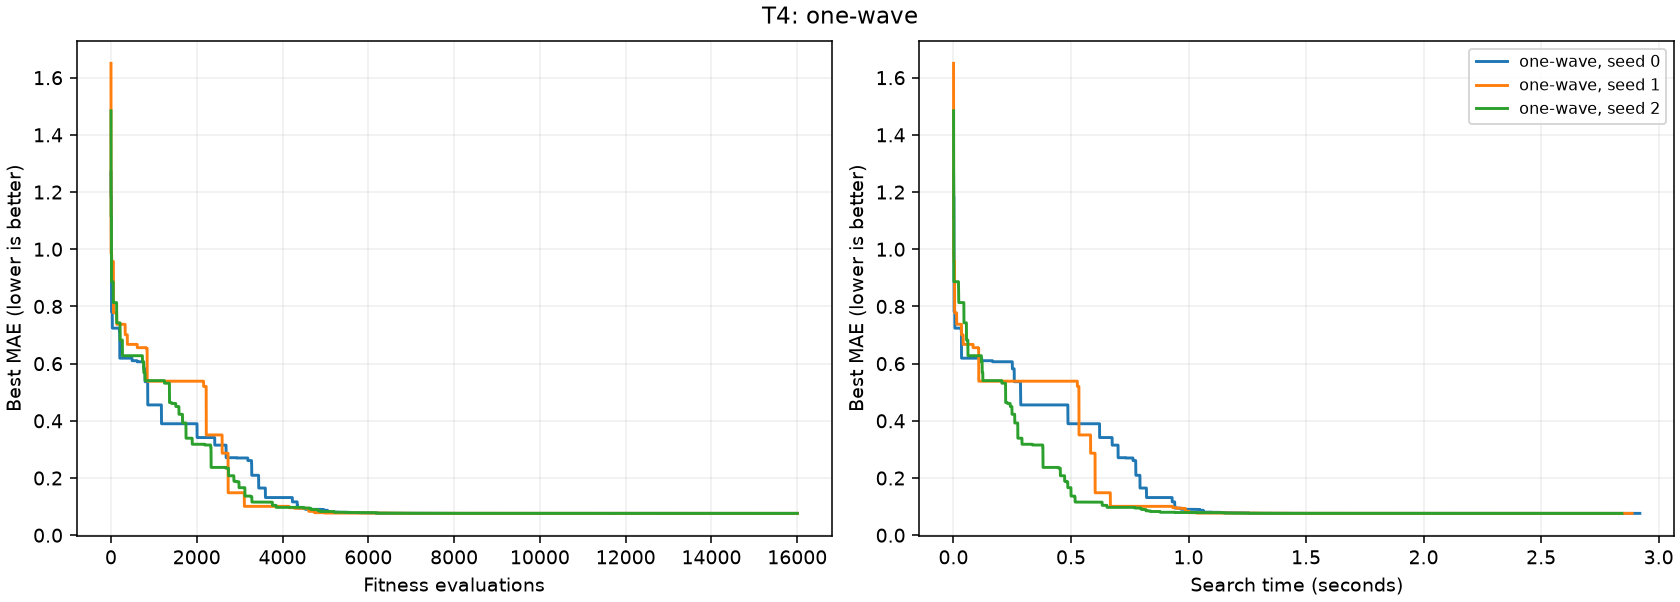 T4: one-wave
Best MAE (lower is better)
1.6
1.4
1.2
1.0
0.8
0.6
0.4
0.2
0.0
0 2000 4000 6000 8000 10000 12000 14000 16000
Fitness evaluations
Best MAE (lower is better)
1.6
1.4
1.2
1.0
0.8
0.6
0.4
0.2
0.0
one-wave, seed 0
one-wave, seed 1
one-wave, seed 2
0.0 0.5 1.0 1.5 2.0 2.5 3.0
Search time (seconds)